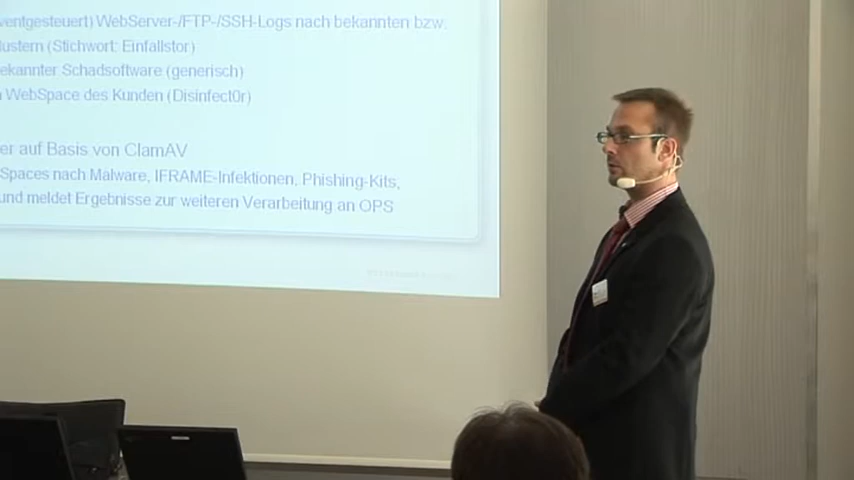 ventgesteuert) WebServer-/FTP-/SSH-Logs nach bekannten bzw.
Mustern (Stichwort: Einfallstor)
ekannter Schadsoftware (generisch)
WebSpace des Kunden (Disinfect0r)
er auf Basis von ClamAV
Spaces nach Malware, IFRAME-Infektionen, Phishing-Kits,
und meldet Ergebnisse zur weiteren Verarbeitung an OPS